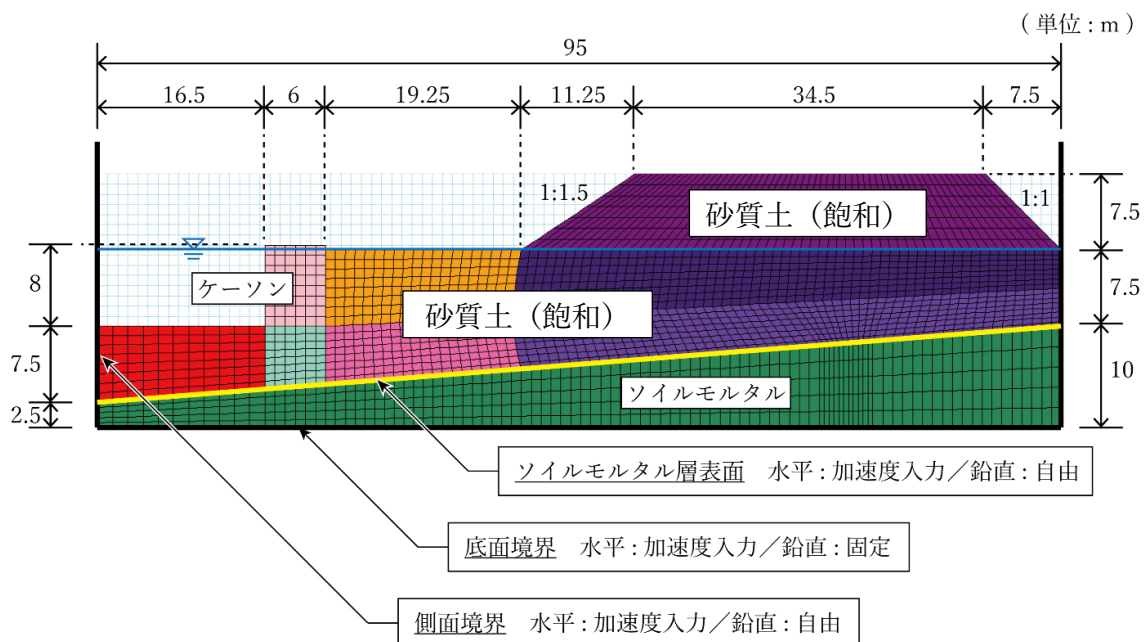 （単位 : m ）
95
16.5
6
19.25
11.25
34.5
7.5
1:1.5
砂質土（飽和）
1:1
7.5
8
ケーソン
砂質土（飽和）
7.5
7.5
ソイルモルタル
10
2.5
ソイルモルタル層表面　水平 : 加速度入力／鉛直 : 自由
底面境界　水平 : 加速度入力／鉛直 : 固定
側面境界　水平 : 加速度入力／鉛直 : 自由